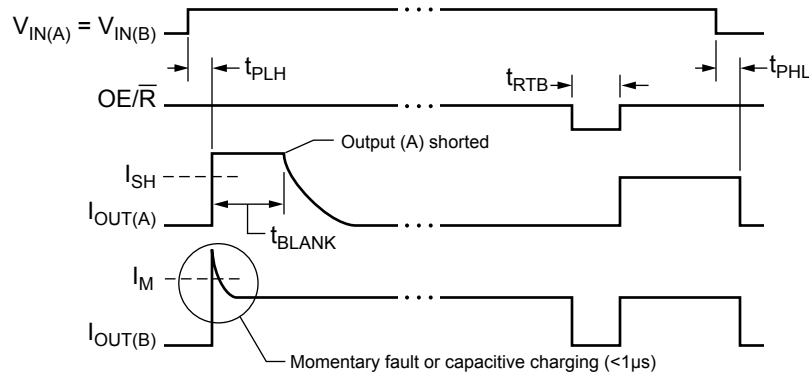 V_IN(A) = V_IN(B)
• • •
t_PLH
t_RTB
t_PHL
OE/R̅
• • •
Output (A) shorted
I_SH
I_OUT(A)
t_BLANK
• • •
I_M
• • •
I_OUT(B)
Momentary fault or capacitive charging (<1µs)